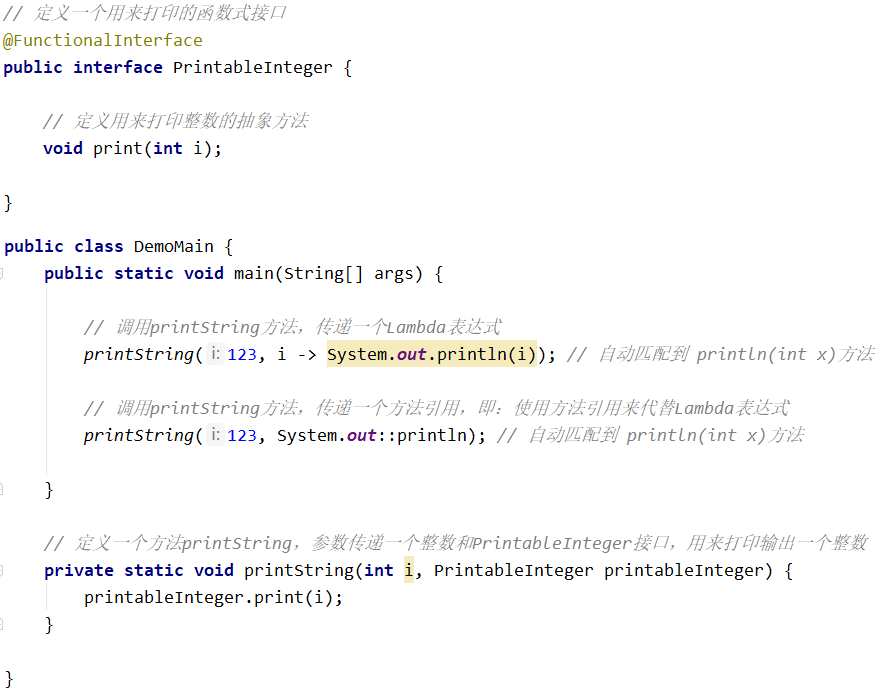 // 定义一个用来打印的函数式接口
@FunctionalInterface
public interface PrintableInteger {
// 定义用来打印整数的抽象方法
void print(int i);
}
public class DemoMain {
public static void main(String[] args) {
// 调用printString方法，传递一个Lambda表达式
printString( i: 123, i -> System.out.println(i)); // 自动匹配到 println(int x)方法
// 调用printString方法，传递一个方法引用，即：使用方法引用来代替Lambda表达式
printString( i: 123, System.out::println); // 自动匹配到 println(int x)方法
}
// 定义一个方法printString，参数传递一个整数和PrintableInteger接口，用来打印输出一个整数
private static void printString(int i, PrintableInteger printableInteger) {
printableInteger.print(i);
}
}